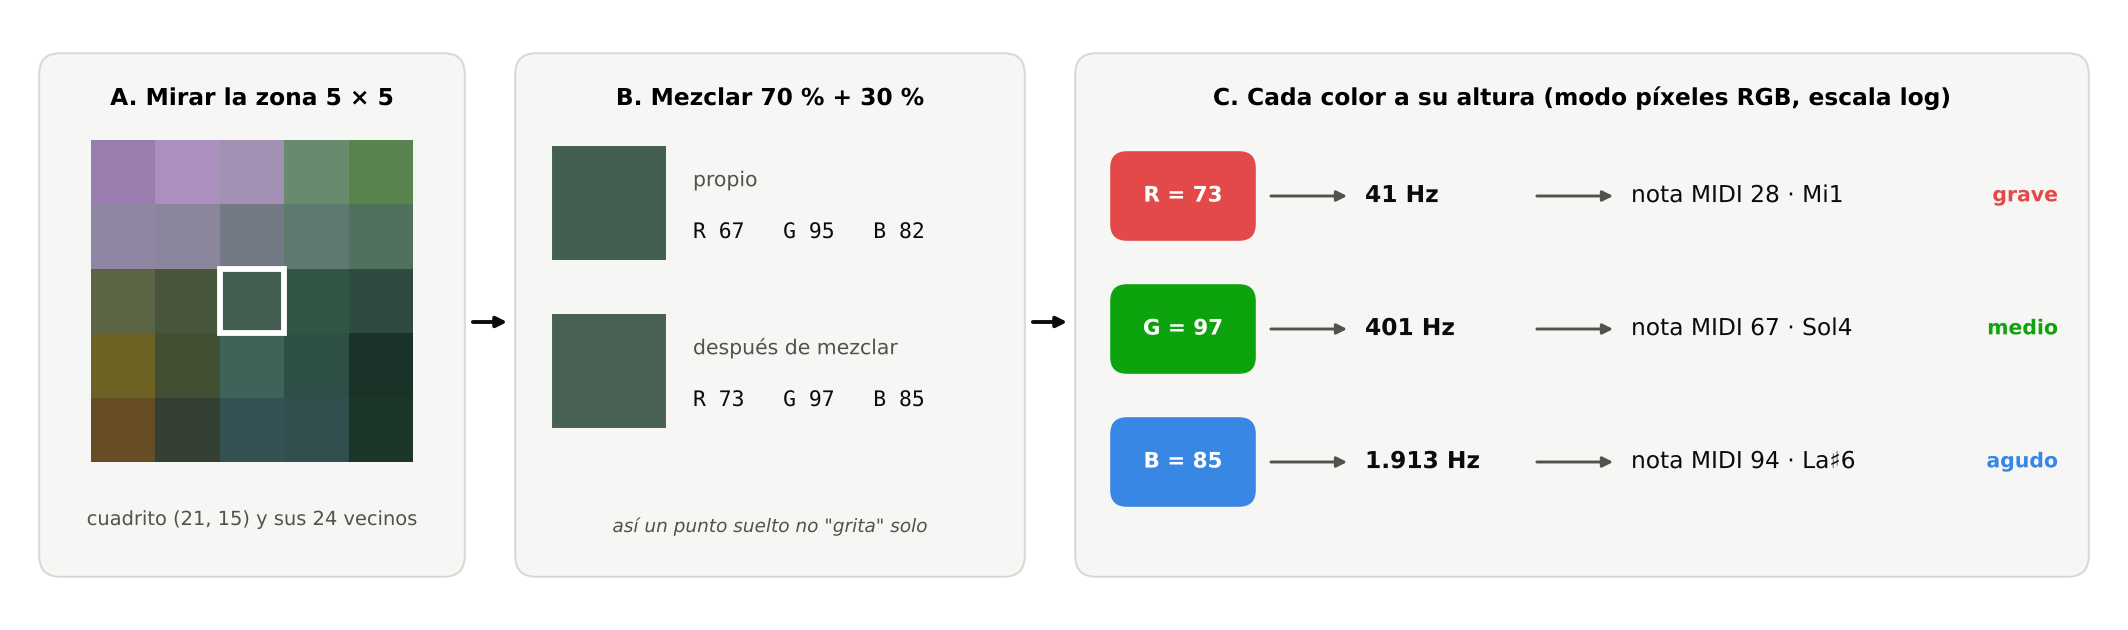 A. Mirar la zona 5 × 5
cuadrito (21, 15) y sus 24 vecinos
B. Mezclar 70 % + 30 %
propio
R 67 G 95 B 82
después de mezclar
R 73 G 97 B 85
así un punto suelto no "grita" solo
C. Cada color a su altura (modo píxeles RGB, escala log)
R = 73 41 Hz nota MIDI 28 · Mi1 grave
G = 97 401 Hz nota MIDI 67 · Sol4 medio
B = 85 1.913 Hz nota MIDI 94 · La♯6 agudo